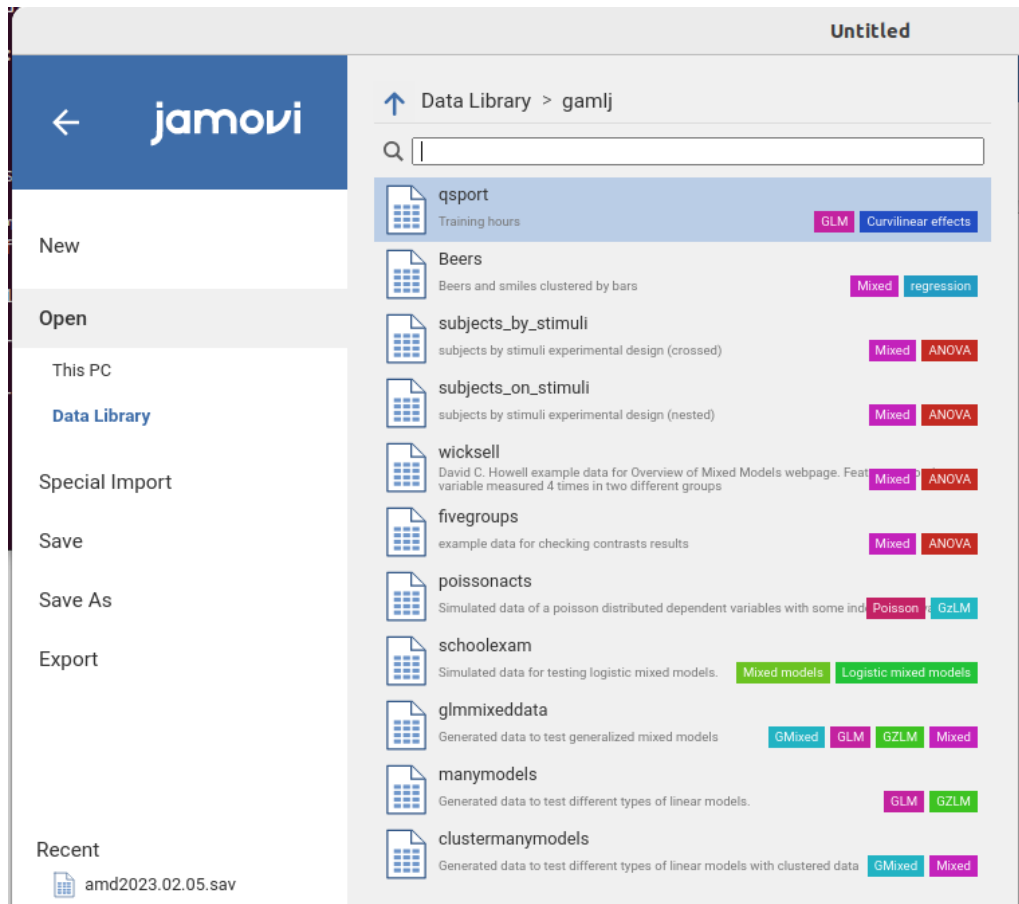 Untitled
jamovi
Data Library > gamlj
New
Open
This PC
Data Library
Special Import
Save
Save As
Export
Recent
amd2023.02.05.sav
qsport
Training hours GLM Curvilinear effects
Beers
Beers and smiles clustered by bars Mixed regression
subjects_by_stimuli
subjects by stimuli experimental design (crossed) Mixed ANOVA
subjects_on_stimuli
subjects by stimuli experimental design (nested) Mixed ANOVA
wicksell
David C. Howell example data for Overview of Mixed Models webpage. Feat
variable measured 4 times in two different groups Mixed ANOVA
fivegroups
example data for checking contrasts results Mixed ANOVA
poissonacts
Simulated data of a poisson distributed dependent variables with some ind Poisson GzLM
schoolexam
Simulated data for testing logistic mixed models. Mixed models Logistic mixed models
glmmixeddata
Generated data to test generalized mixed models GMixed GLM GZLM Mixed
manymodels
Generated data to test different types of linear models. GLM GZLM
clustermanymodels
Generated data to test different types of linear models with clustered data GMixed Mixed